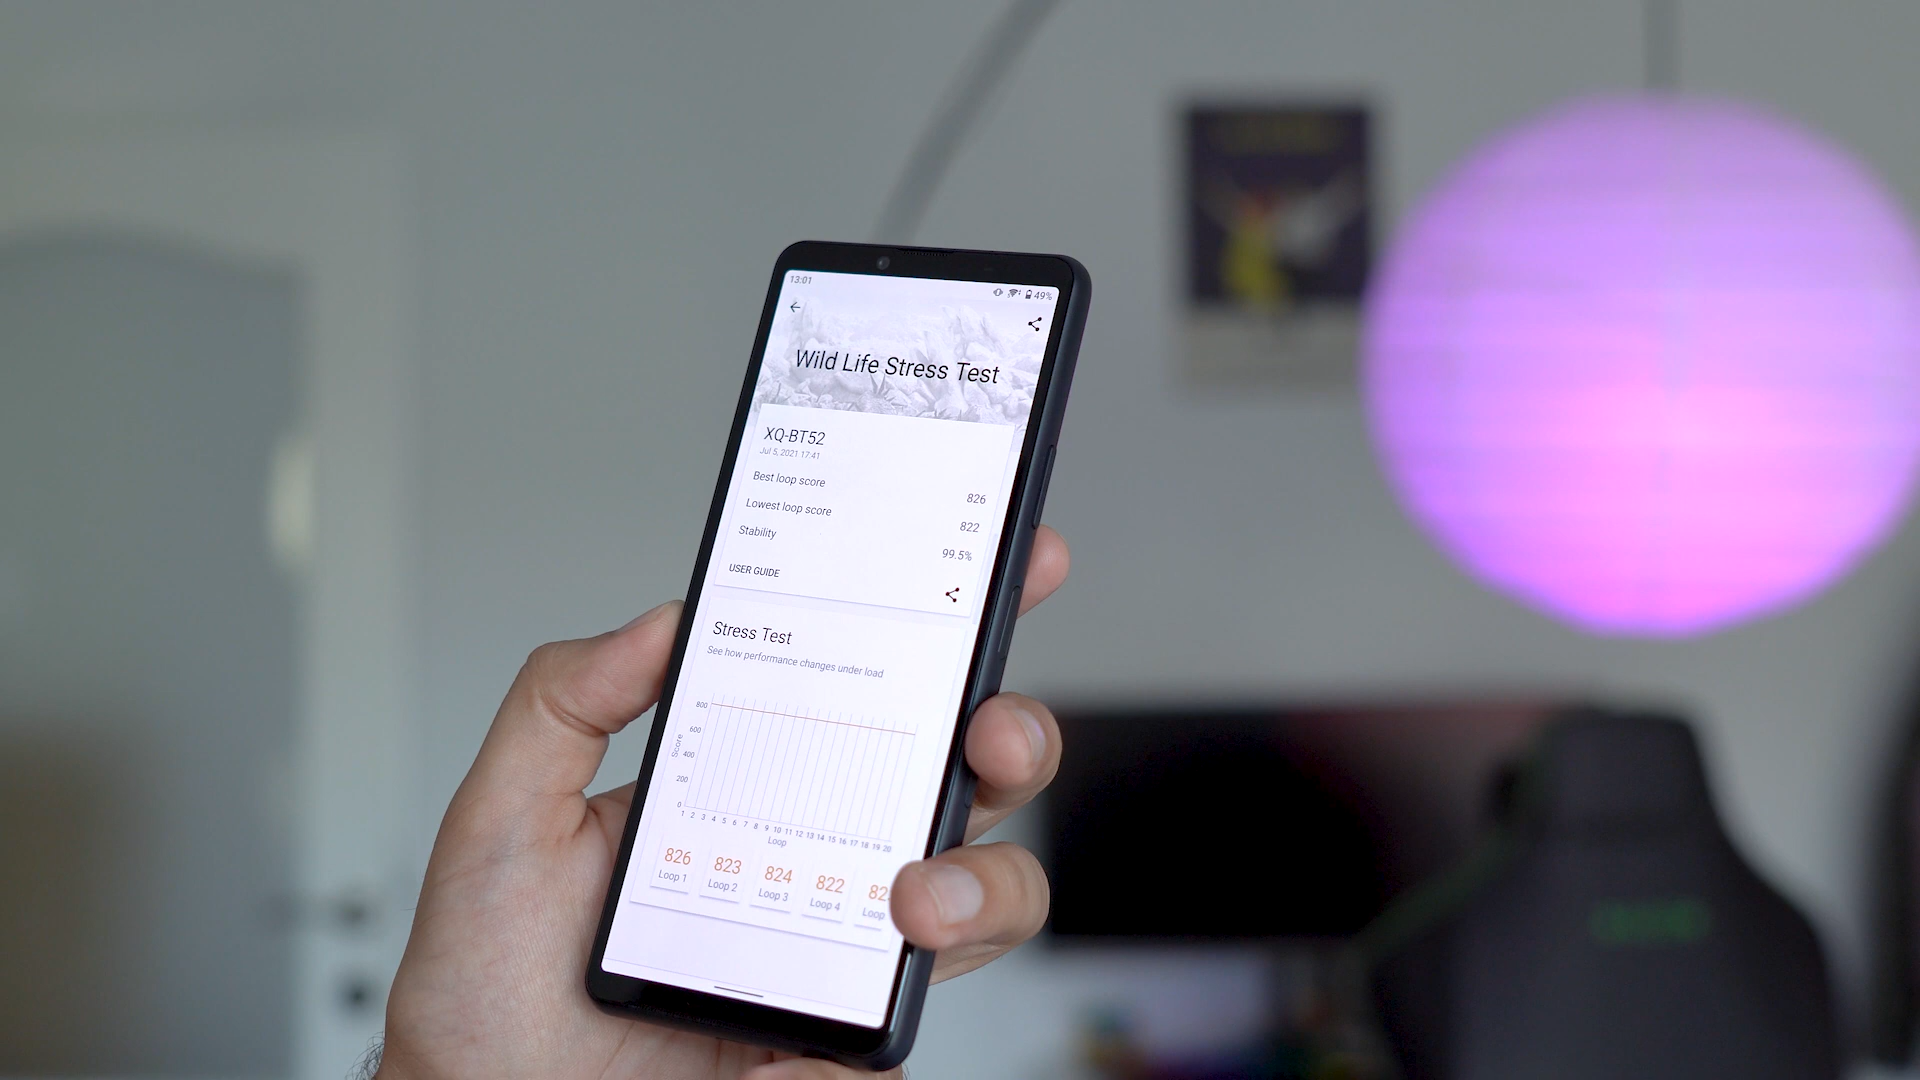 13:01
49%
Wild Life Stress Test
XQ-BT52
Jul 5, 2021 17:41
Best loop score 826
Lowest loop score 822
Stability 99.5%
USER GUIDE
Stress Test
See how performance changes under load
800
600
400
200
0
Score
1 2 3 4 5 6 7 8 9 10 11 12 13 14 15 16 17 18 19 20
Loop
826 823 824 822
Loop 1 Loop 2 Loop 3 Loop 4 Loop